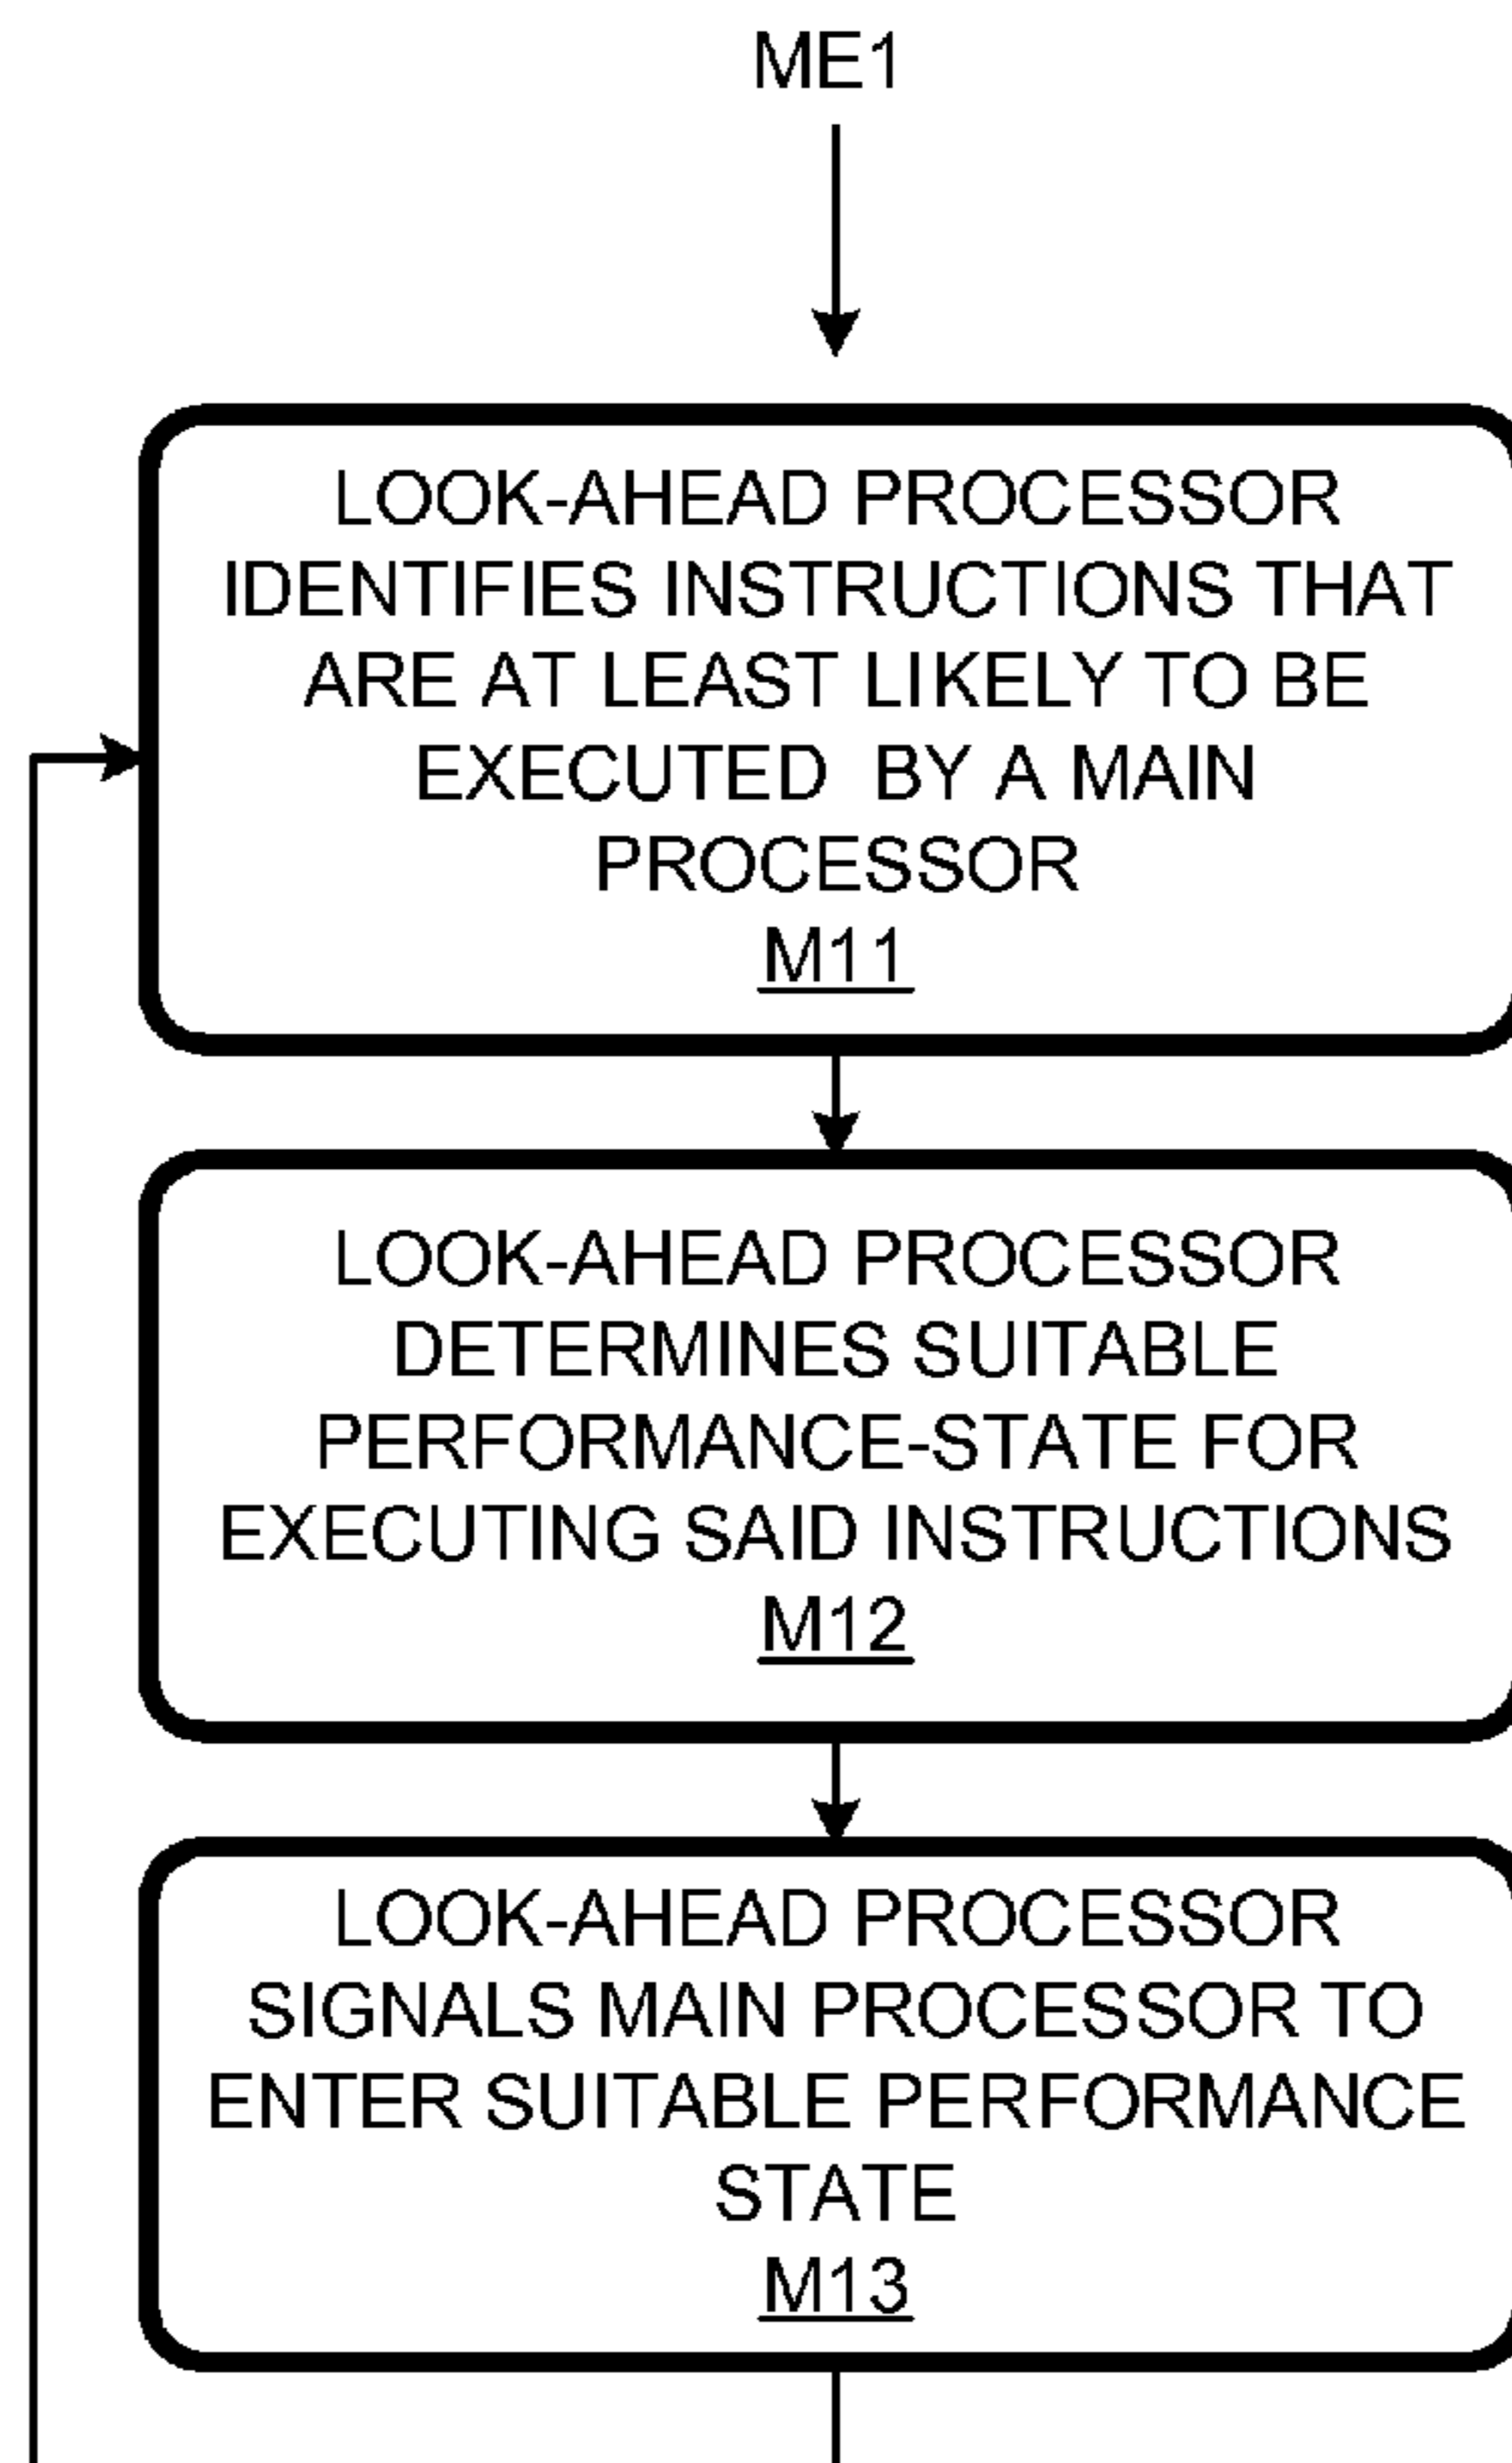 ME1
LOOK-AHEAD PROCESSOR
IDENTIFIES INSTRUCTIONS THAT
ARE AT LEAST LIKELY TO BE
EXECUTED BY A MAIN
PROCESSOR
M11
LOOK-AHEAD PROCESSOR
DETERMINES SUITABLE
PERFORMANCE-STATE FOR
EXECUTING SAID INSTRUCTIONS
M12
LOOK-AHEAD PROCESSOR
SIGNALS MAIN PROCESSOR TO
ENTER SUITABLE PERFORMANCE
STATE
M13